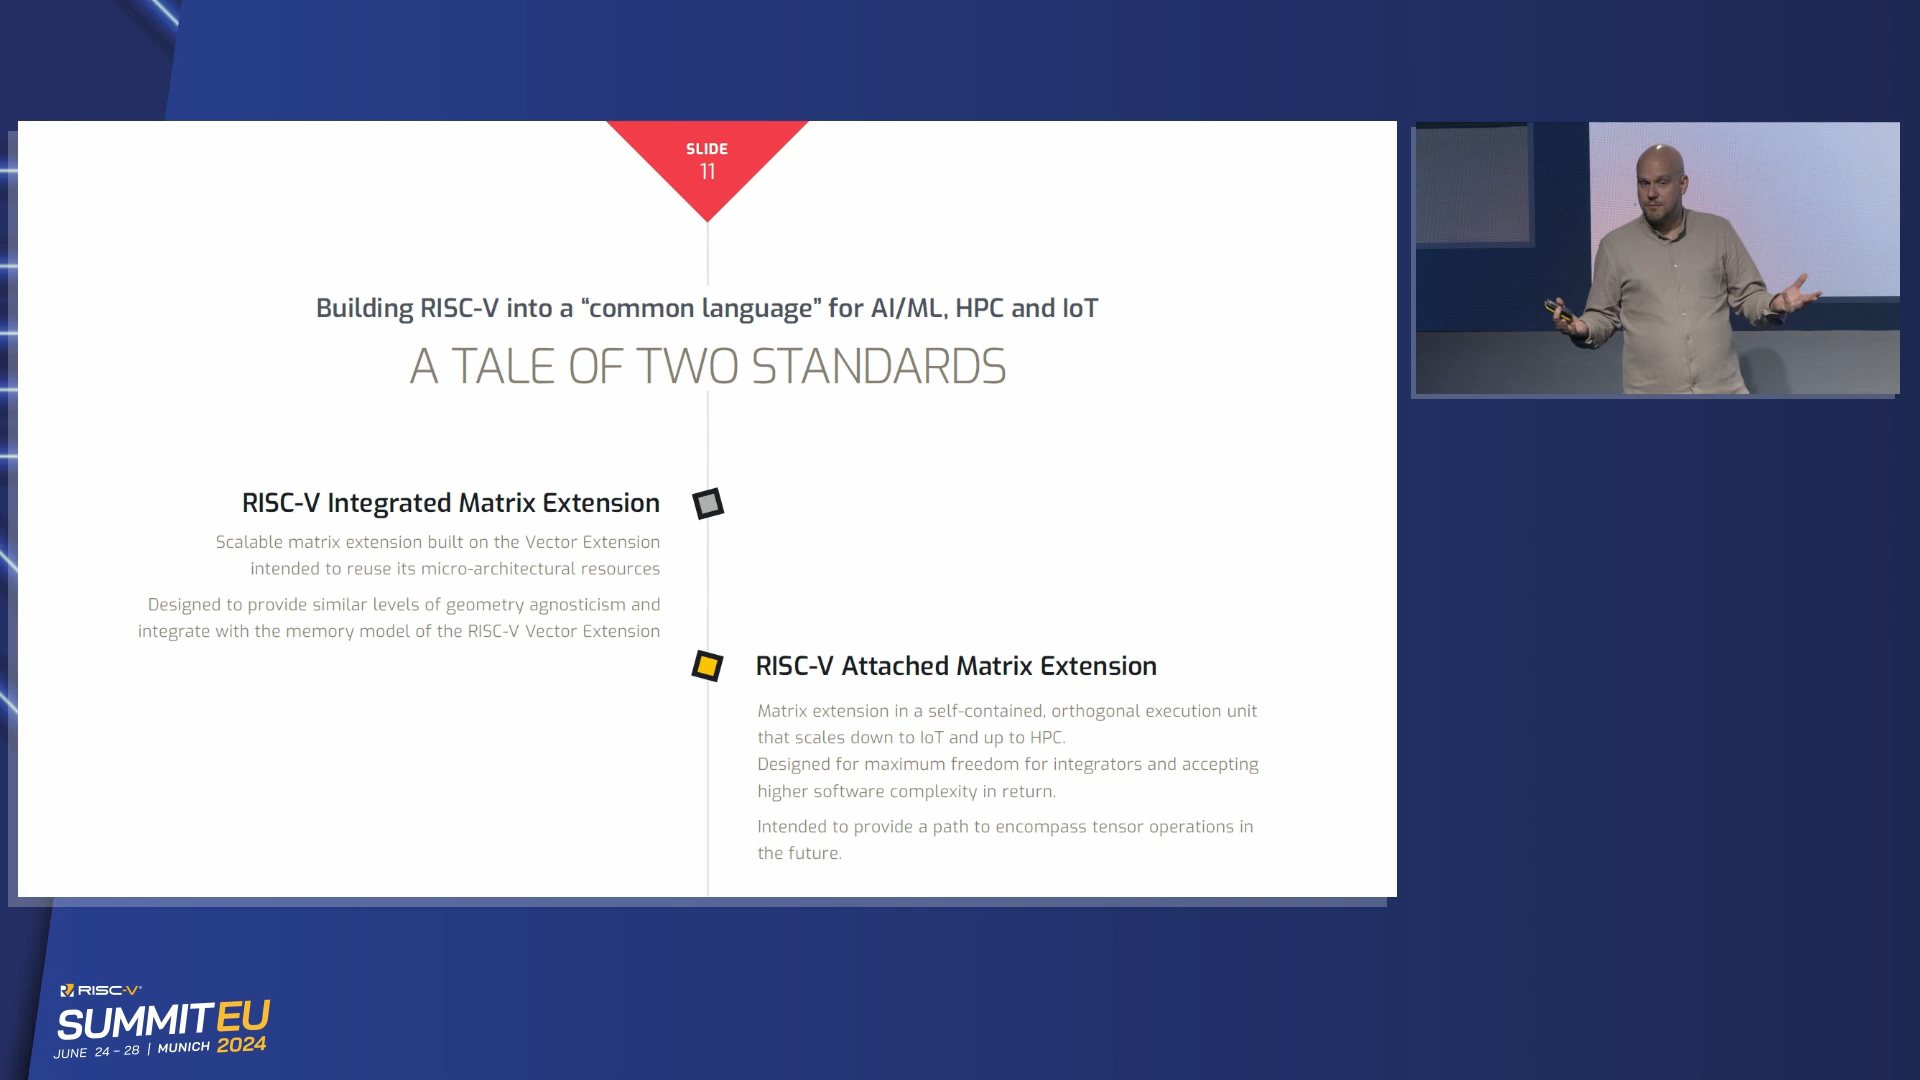 SLIDE
11
Building RISC-V into a “common language” for AI/ML, HPC and IoT
A TALE OF TWO STANDARDS
RISC-V Integrated Matrix Extension
Scalable matrix extension built on the Vector Extension
intended to reuse its micro-architectural resources
Designed to provide similar levels of geometry agnosticism and
integrate with the memory model of the RISC-V Vector Extension
RISC-V Attached Matrix Extension
Matrix extension in a self-contained, orthogonal execution unit
that scales down to IoT and up to HPC.
Designed for maximum freedom for integrators and accepting
higher software complexity in return.
Intended to provide a path to encompass tensor operations in
the future.
RISC-V®
SUMMIT EU
JUNE 24 – 28 | MUNICH 2024